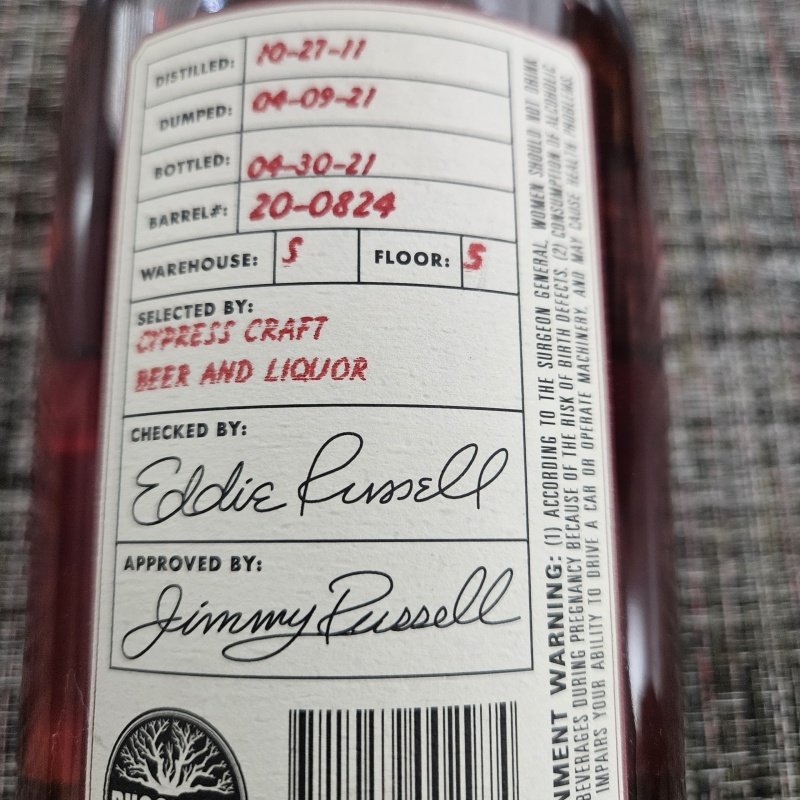 DISTILLED: 10-27-11
DUMPED: 04-09-21
BOTTLED: 04-30-21
BARREL#: 20-0824
WAREHOUSE: S FLOOR: 5
SELECTED BY:
CYPRESS CRAFT
BEER AND LIQUOR
CHECKED BY:
Eddie Russell
APPROVED BY:
Jimmy Russell
WARNING: (1) ACCORDING TO THE SURGEON GENERAL, WOMEN SHOULD NOT DRINK
BEVERAGES DURING PREGNANCY BECAUSE OF THE RISK OF BIRTH DEFECTS. (2) CONSUMPTION OF ALCOHOLIC
IMPAIRS YOUR ABILITY TO DRIVE A CAR OR OPERATE MACHINERY, AND MAY CAUSE HEALTH PROBLEMS.